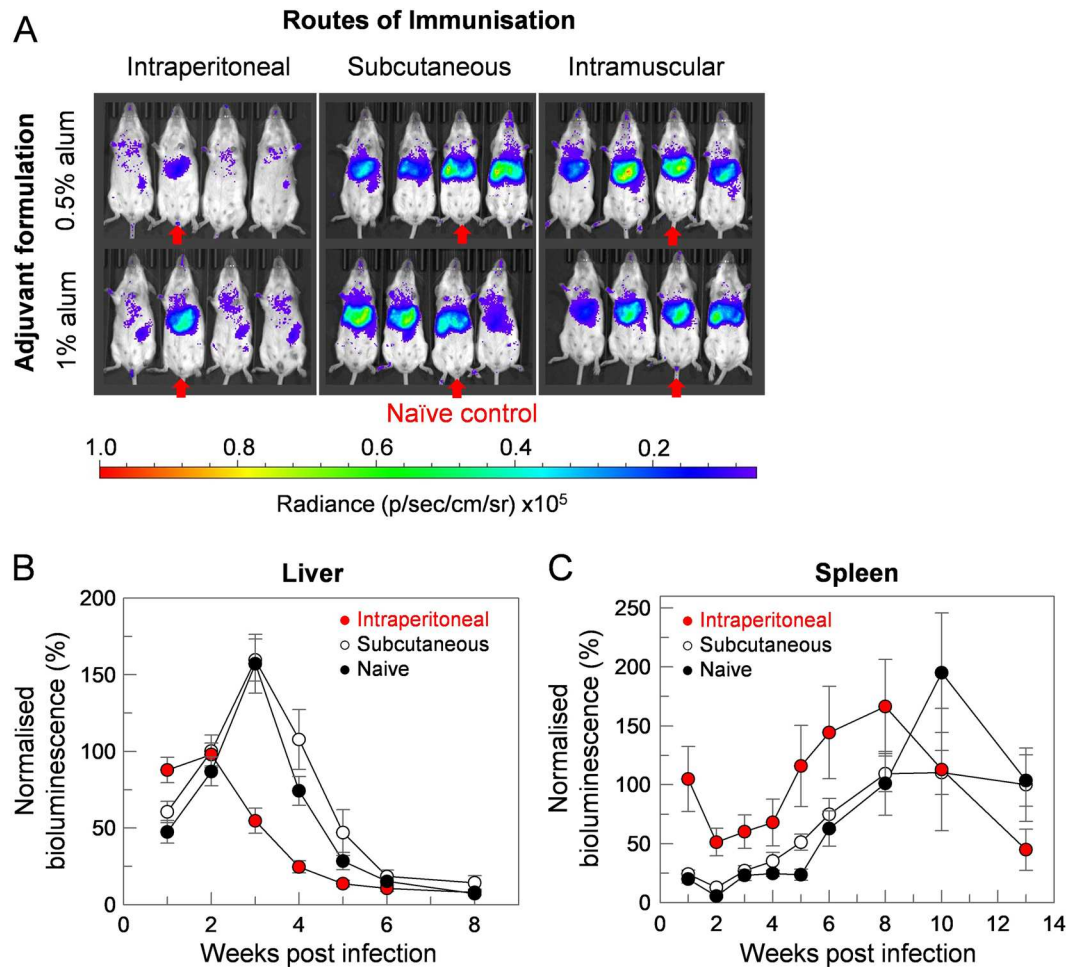 A
Routes of Immunisation
Intraperitoneal
Subcutaneous
Intramuscular
Adjuvant formulation
0.5% alum
1% alum
Naïve control
1.0
0.8
0.6
0.4
0.2
Radiance (p/sec/cm/sr) x10⁵
B
Liver
Normalised
bioluminescence (%)
200
150
100
50
0
Intraperitoneal
Subcutaneous
Naive
0 2 4 6 8
Weeks post infection
C
Spleen
Normalised
bioluminescence (%)
250
200
150
100
50
0
Intraperitoneal
Subcutaneous
Naive
0 2 4 6 8 10 12 14
Weeks post infection